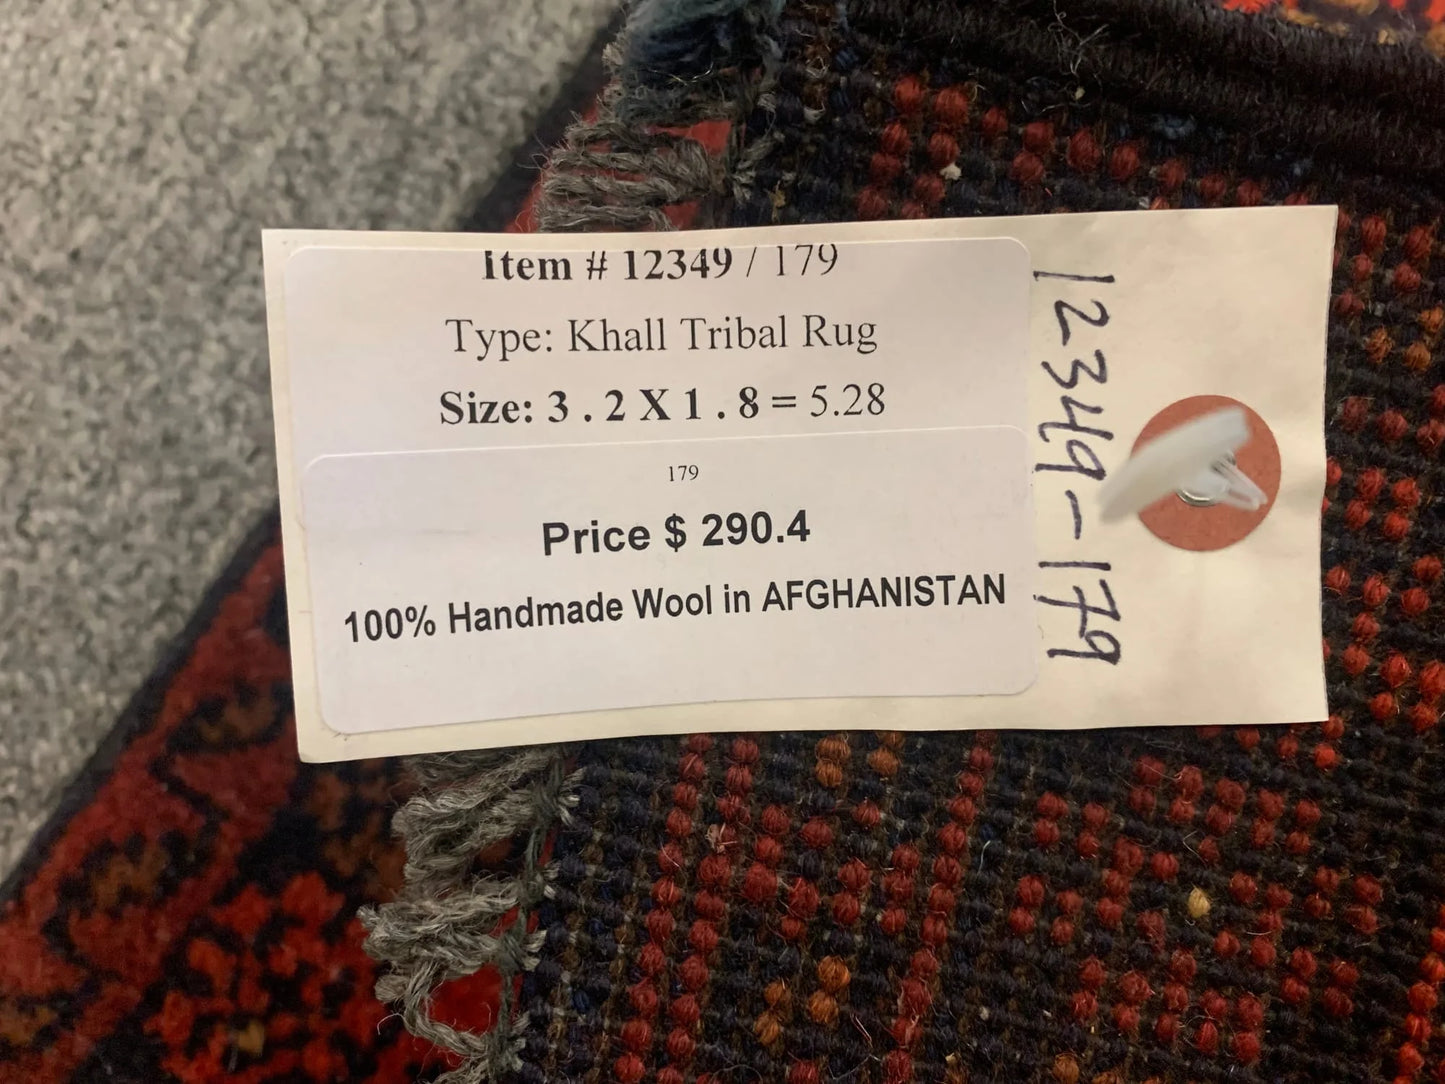 Item # 12349 / 179
Type: Khall Tribal Rug
Size: 3 . 2 X 1 . 8 = 5.28
179
Price $ 290.4
100% Handmade Wool in AFGHANISTAN
12349-179